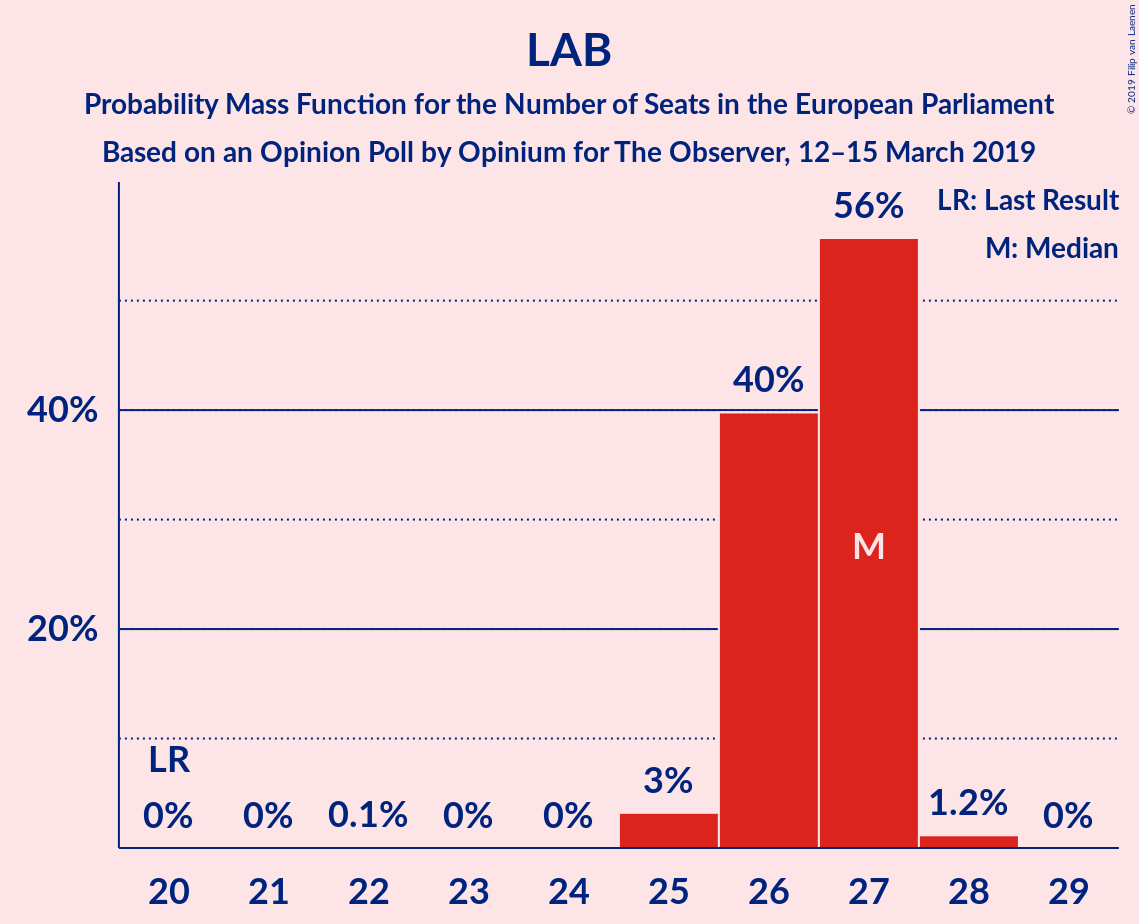 LAB
Probability Mass Function for the Number of Seats in the European Parliament
Based on an Opinion Poll by Opinium for The Observer, 12–15 March 2019
© 2019 Filip van Laenen
LR: Last Result
M: Median
56%
40%
40%
M
20%
LR
0%
0%
0.1%
0%
0%
3%
1.2%
0%
20 21 22 23 24 25 26 27 28 29